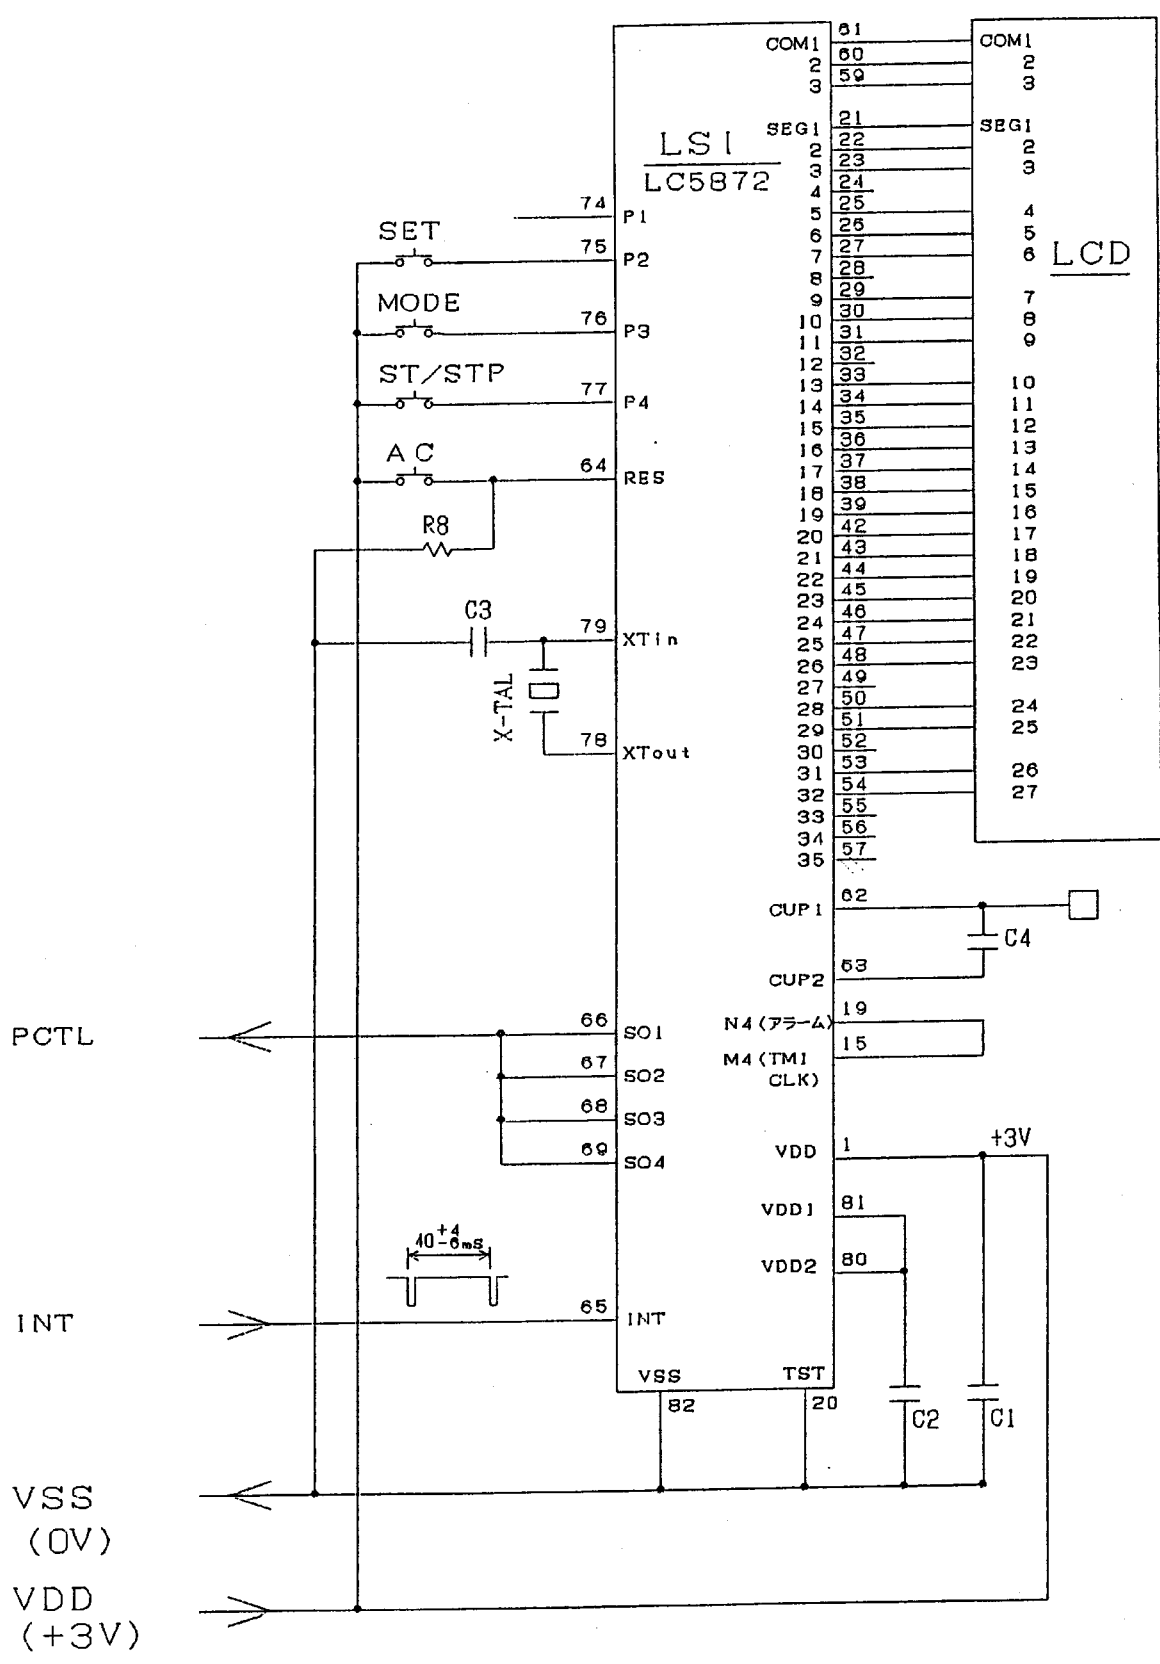 61
COM1 COM1
60
2 2
59
3 3
LSI
LC5872
21
SEG1 SEG1
22
2 2
23
3 3
24
4
25
5 4
26
6 5
27
7 6
LCD
28
8
29
9 7
30
10 8
31
11 9
32
12
33
13 10
34
14 11
35
15 12
36
16 13
37
17 14
38
18 15
39
19 16
42
20 17
43
21 18
44
22 19
45
23 20
46
24 21
47
25 22
48
26 23
49
27
50
28 24
51
29 25
52
30
53
31 26
54
32 27
55
33
56
34
57
35
74
P1
SET
75
P2
MODE
76
P3
ST/STP
77
P4
AC
64
RES
R8
C3
79
XTin
X-TAL
78
XTout
62
CUP1
C4
63
CUP2
PCTL
66
SO1
67
SO2
68
SO3
69
SO4
19
N4(アラーム)
15
M4(TM1
CLK)
+3V
1
VDD
81
VDD1
80
VDD2
40 +4 -6 mS
INT
65
INT
VSS
82
TST
20
C2
C1
VSS
(0V)
VDD
(+3V)